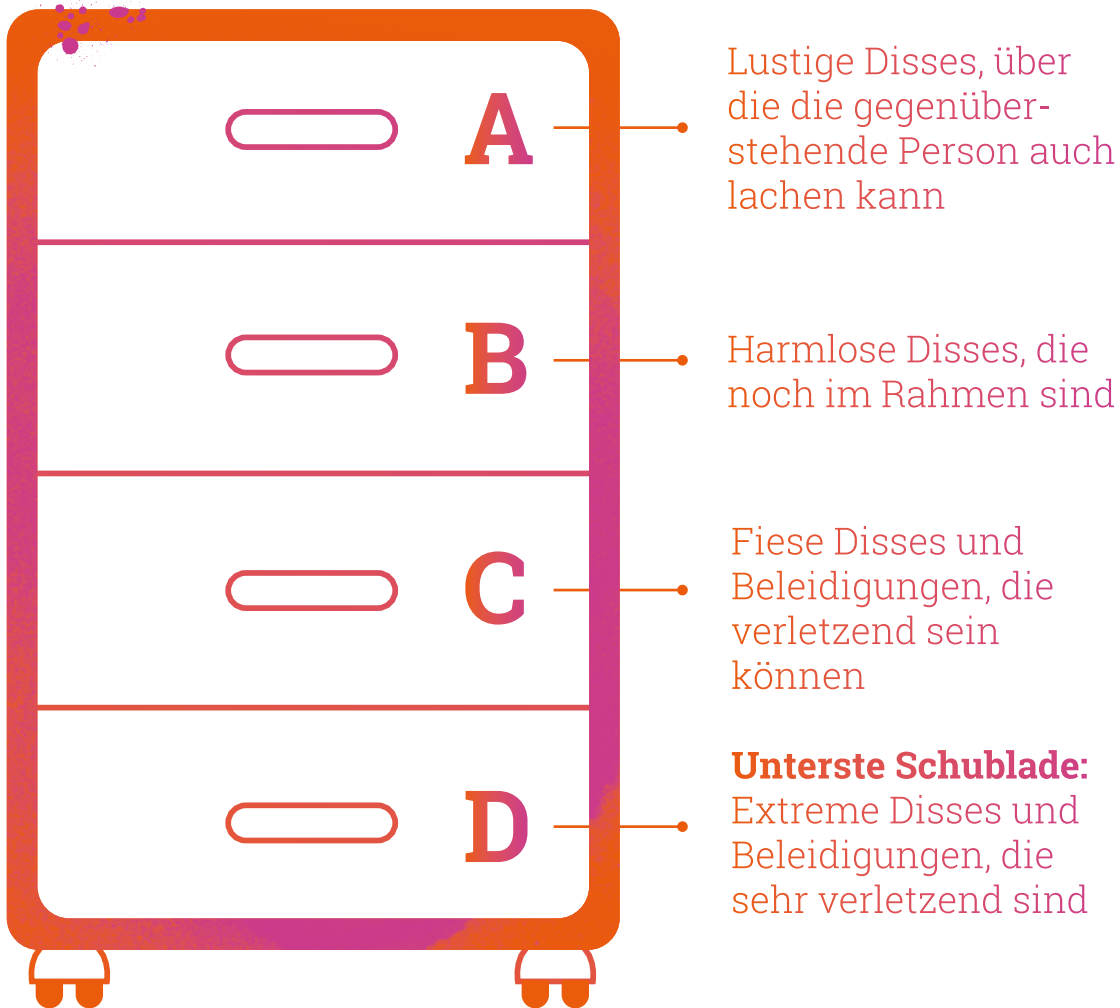 A
Lustige Disses, über
die die gegenüber-
stehende Person auch
lachen kann
B
Harmlose Disses, die
noch im Rahmen sind
C
Fiese Disses und
Beleidigungen, die
verletzend sein
können
D
Unterste Schublade:
Extreme Disses und
Beleidigungen, die
sehr verletzend sind